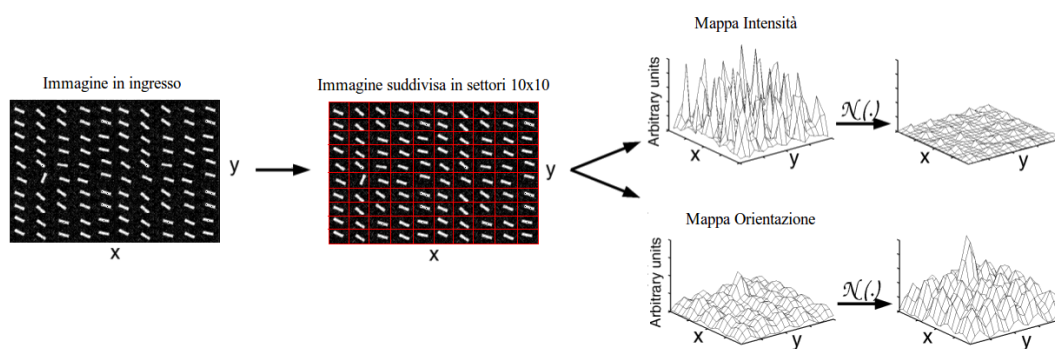 Immagine in ingresso
y
x
Immagine suddivisa in settori 10x10
y
x
Mappa Intensità
Arbitrary units
x
y
N(.)
x
y
Mappa Orientazione
Arbitrary units
x
y
N(.)
x
y